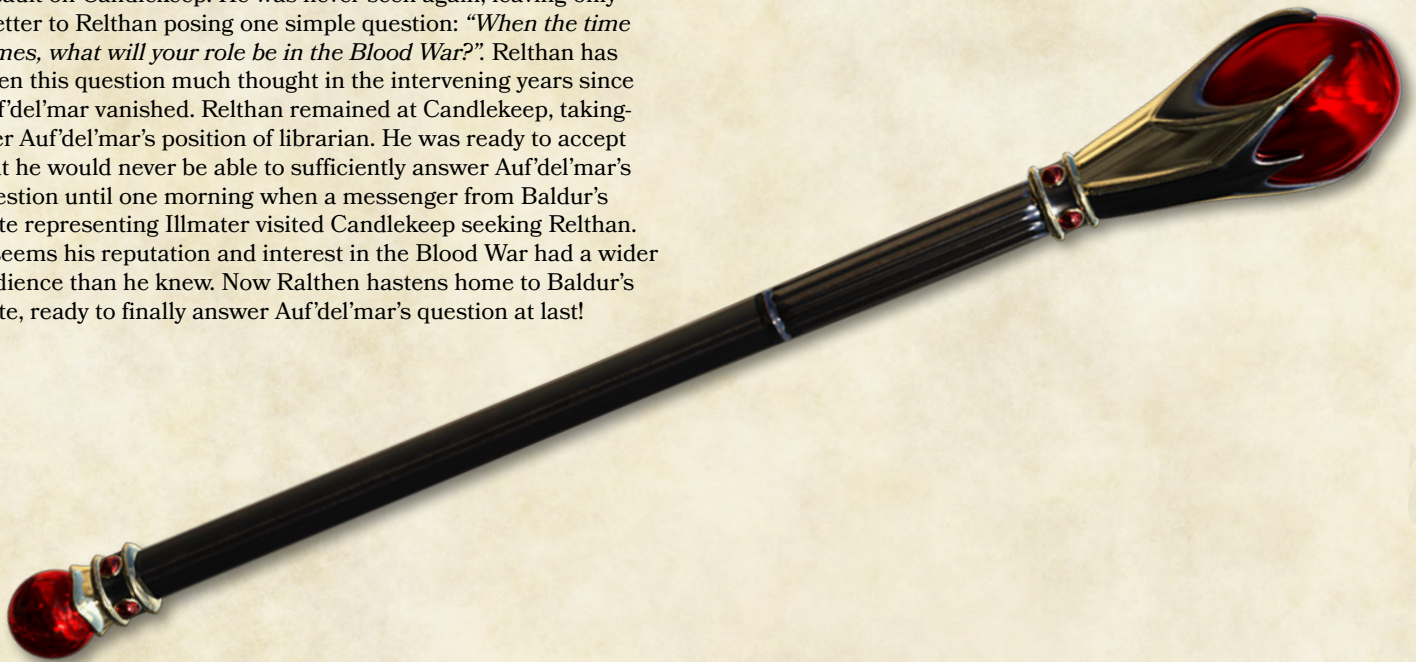 ault on Candlekeep. He was never seen again, leaving only
etter to Relthan posing one simple question: “When the time
mes, what will your role be in the Blood War?”. Relthan has
en this question much thought in the intervening years since
f’del’mar vanished. Relthan remained at Candlekeep, taking-
er Auf’del’mar’s position of librarian. He was ready to accept
at he would never be able to sufficiently answer Auf’del’mar’s
estion until one morning when a messenger from Baldur’s
te representing Illmater visited Candlekeep seeking Relthan.
seems his reputation and interest in the Blood War had a wider
dience than he knew. Now Ralthen hastens home to Baldur’s
te, ready to finally answer Auf’del’mar’s question at last!